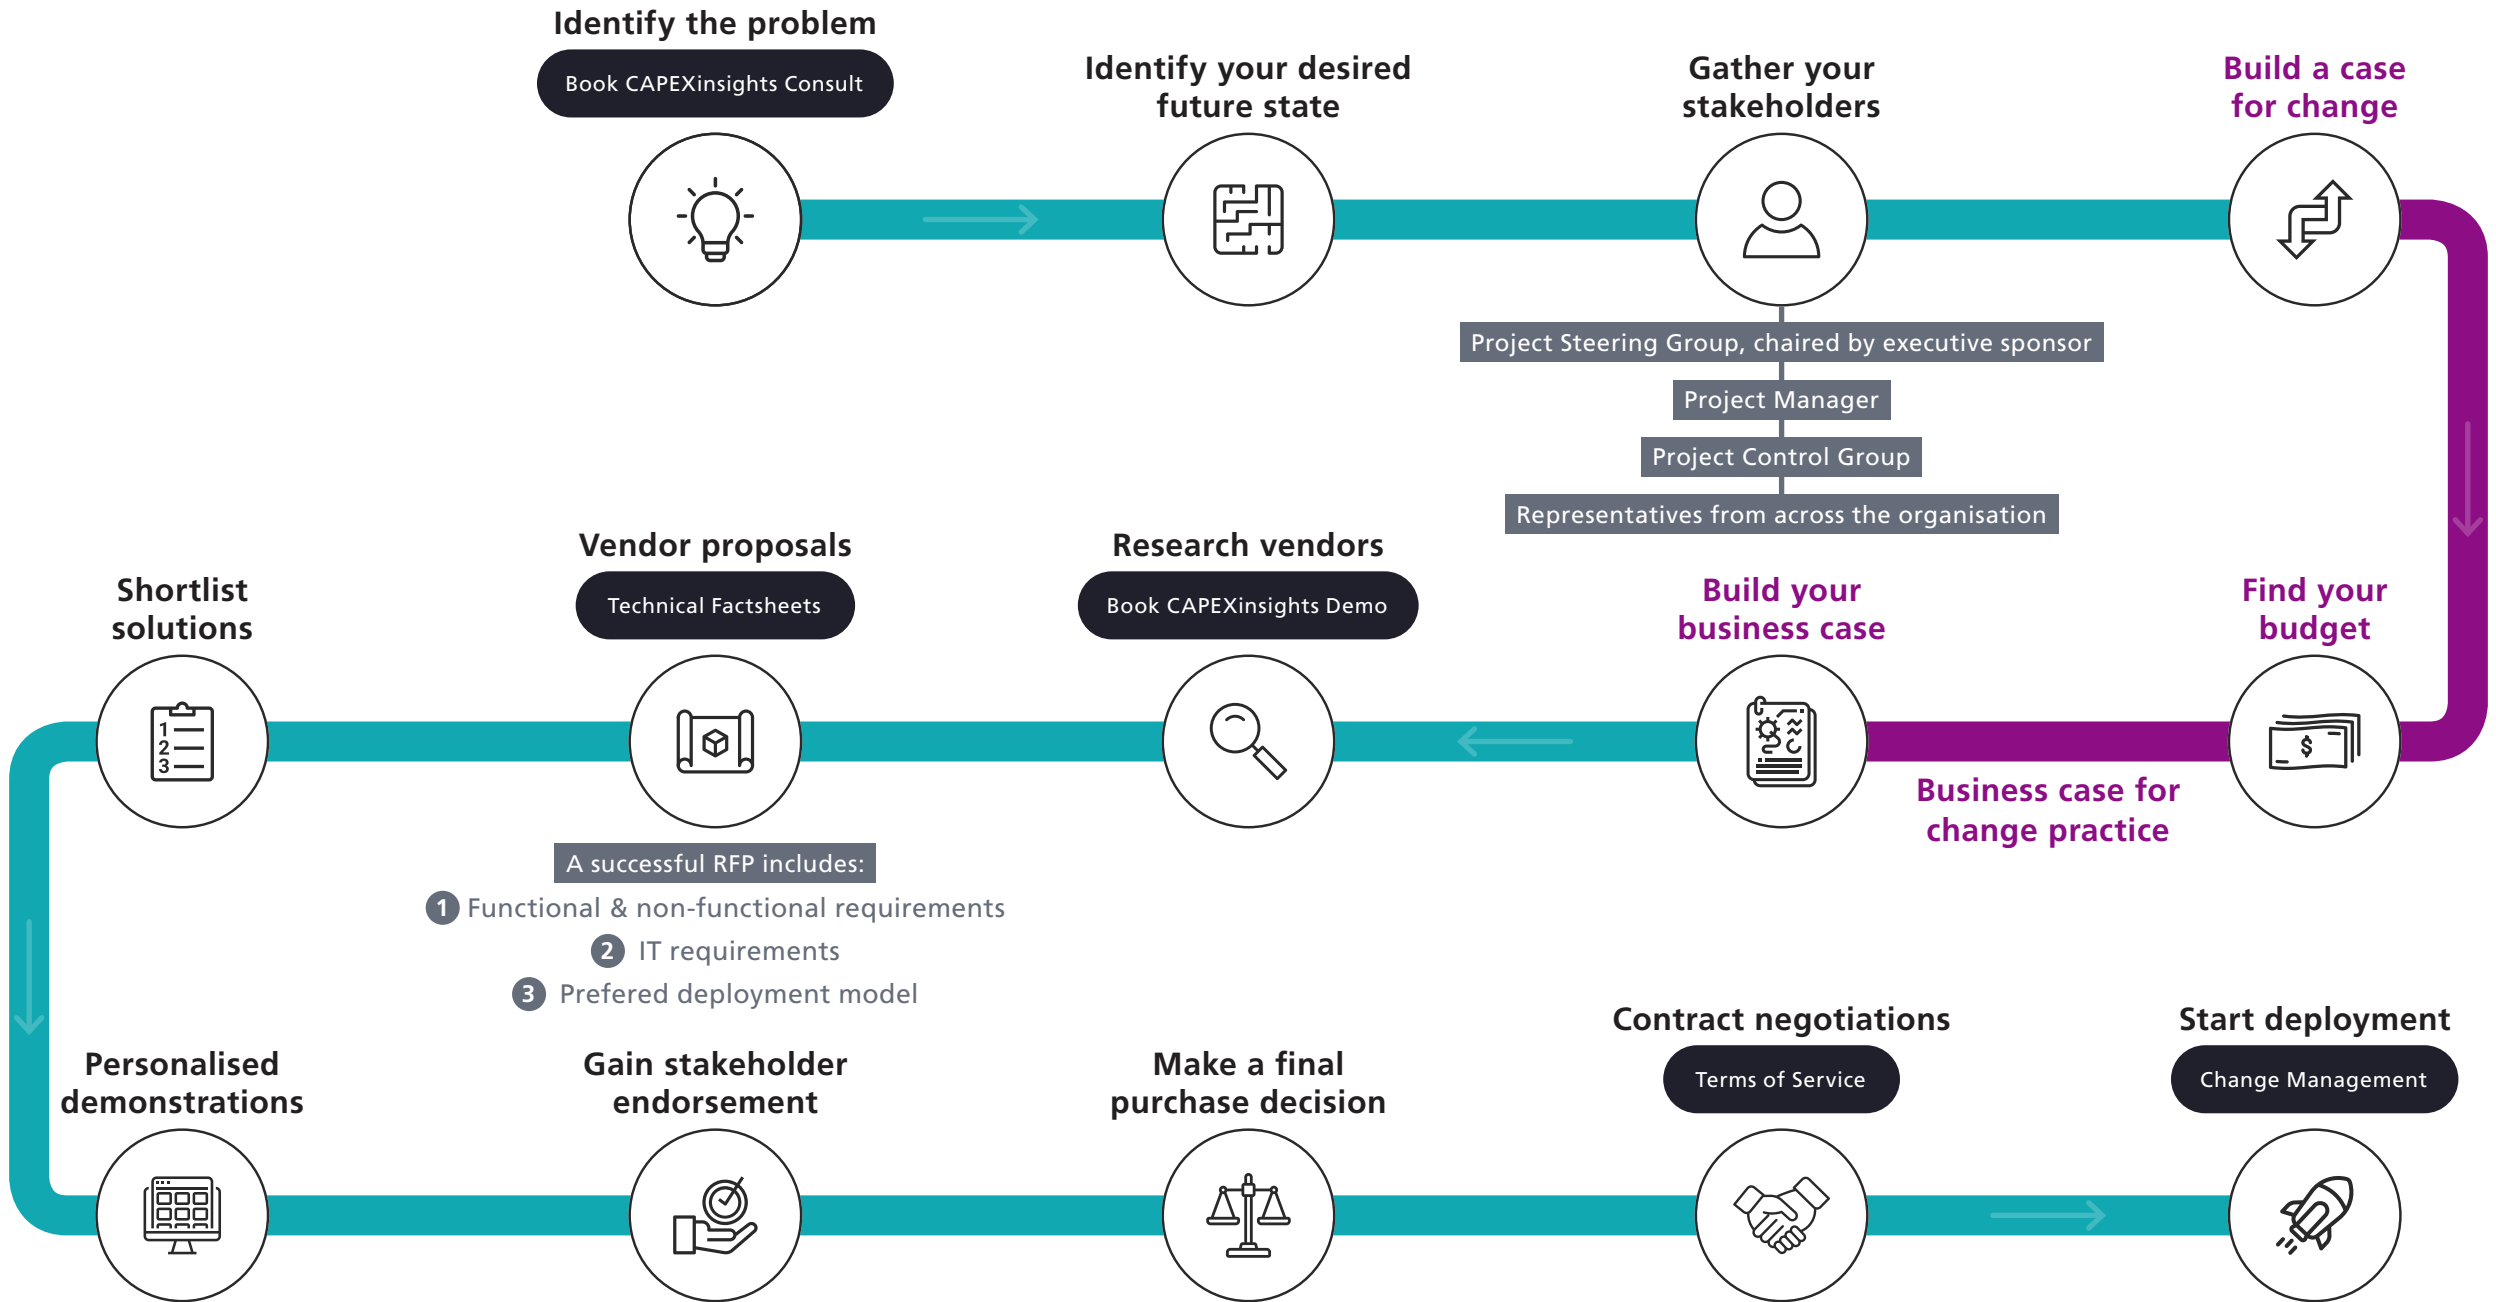 Identify the problem
Book CAPEXinsights Consult
Identify your desired
future state
Gather your
stakeholders
Build a case
for change
Project Steering Group, chaired by executive sponsor
Project Manager
Project Control Group
Representatives from across the organisation
Find your
budget
Business case for
change practice
Build your
business case
Research vendors
Book CAPEXinsights Demo
Vendor proposals
Technical Factsheets
A successful RFP includes:
1 Functional & non-functional requirements
2 IT requirements
3 Prefered deployment model
Shortlist
solutions
1
2
3
$
Personalised
demonstrations
Gain stakeholder
endorsement
Make a final
purchase decision
Contract negotiations
Terms of Service
Start deployment
Change Management